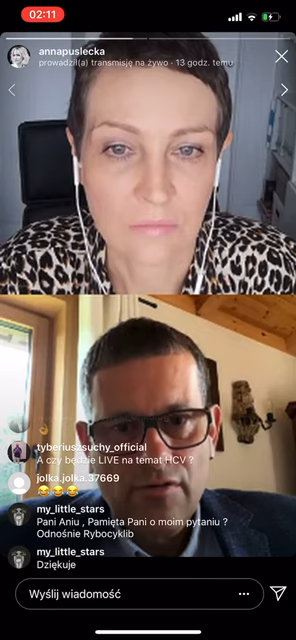 02:11
annapuslecka
prowadził(a) transmisję na żywo · 13 godz. temu
tyberiuszsuchy_official
A czy będzie LIVE na temat HCV ?
jolka.jolka.37669
😂😂😂
my_little_stars
Pani Aniu , Pamięta Pani o moim pytaniu ?
Odnośnie Rybocyklib
my_little_stars
Dziękuje
Wyślij wiadomość